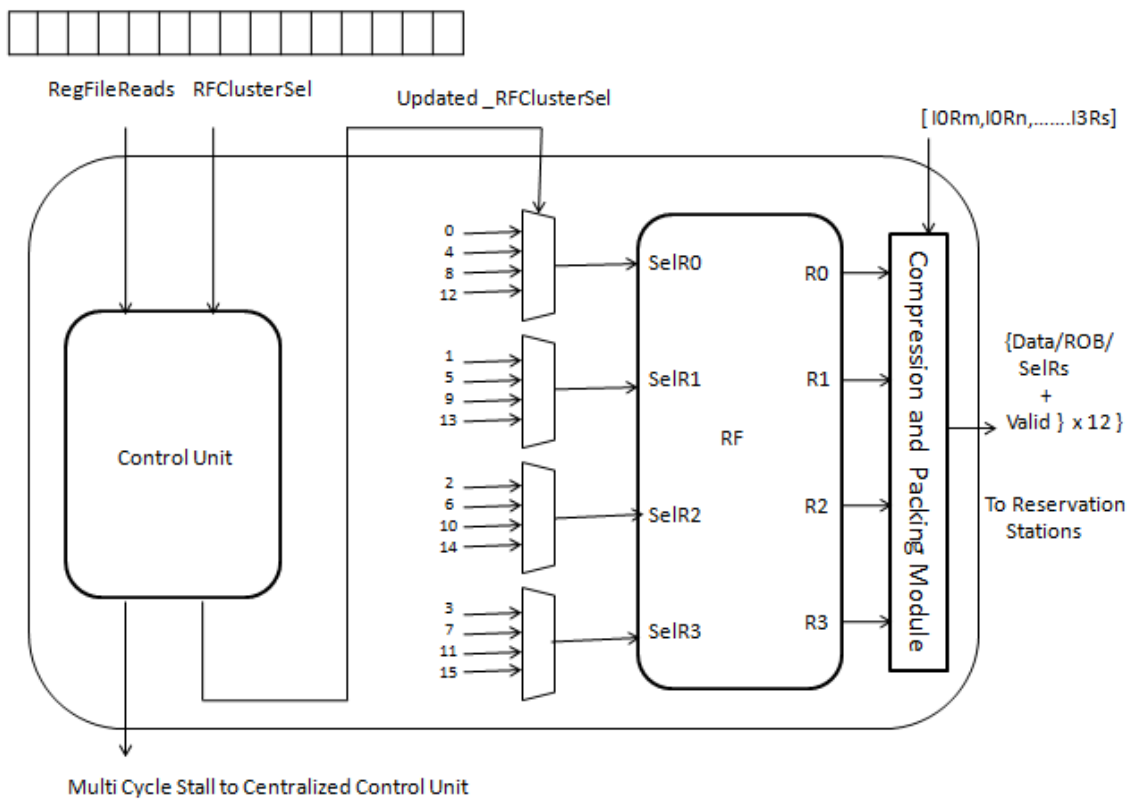 RegFileReads RFClusterSel
Updated _RFClusterSel
[ I0Rm,I0Rn,.......I3Rs]
0
4
8
12
SelR0
R0
1
5
9
13
SelR1
R1
Control Unit
RF
2
6
10
14
SelR2
R2
3
7
11
15
SelR3
R3
Compression and Packing Module
{Data/ROB/
SelRs
+
Valid } x 12 }
To Reservation
Stations
Multi Cycle Stall to Centralized Control Unit